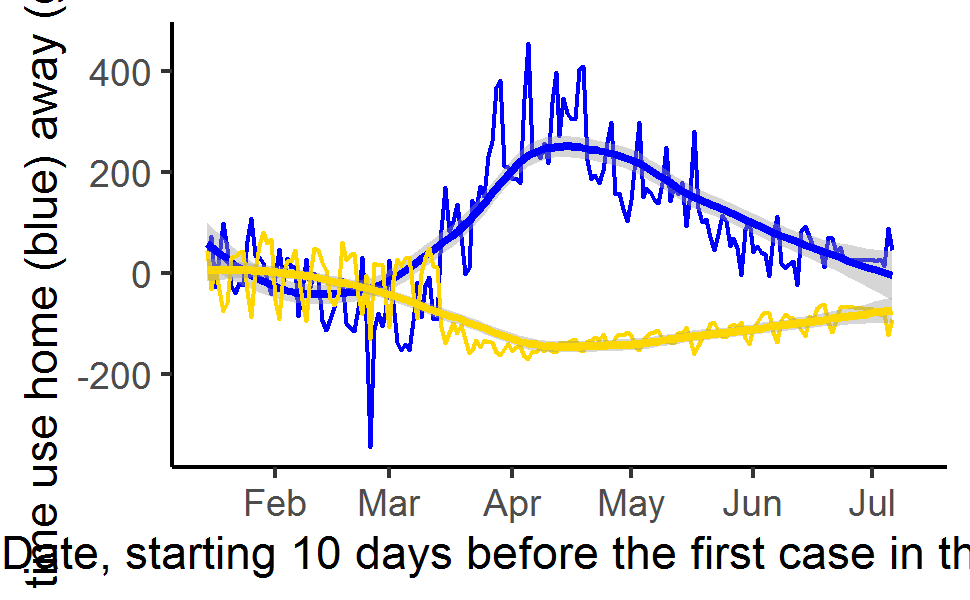 time use home (blue) away (
400
200
0
-200
Feb Mar Apr May Jun Jul
Date, starting 10 days before the first case in th